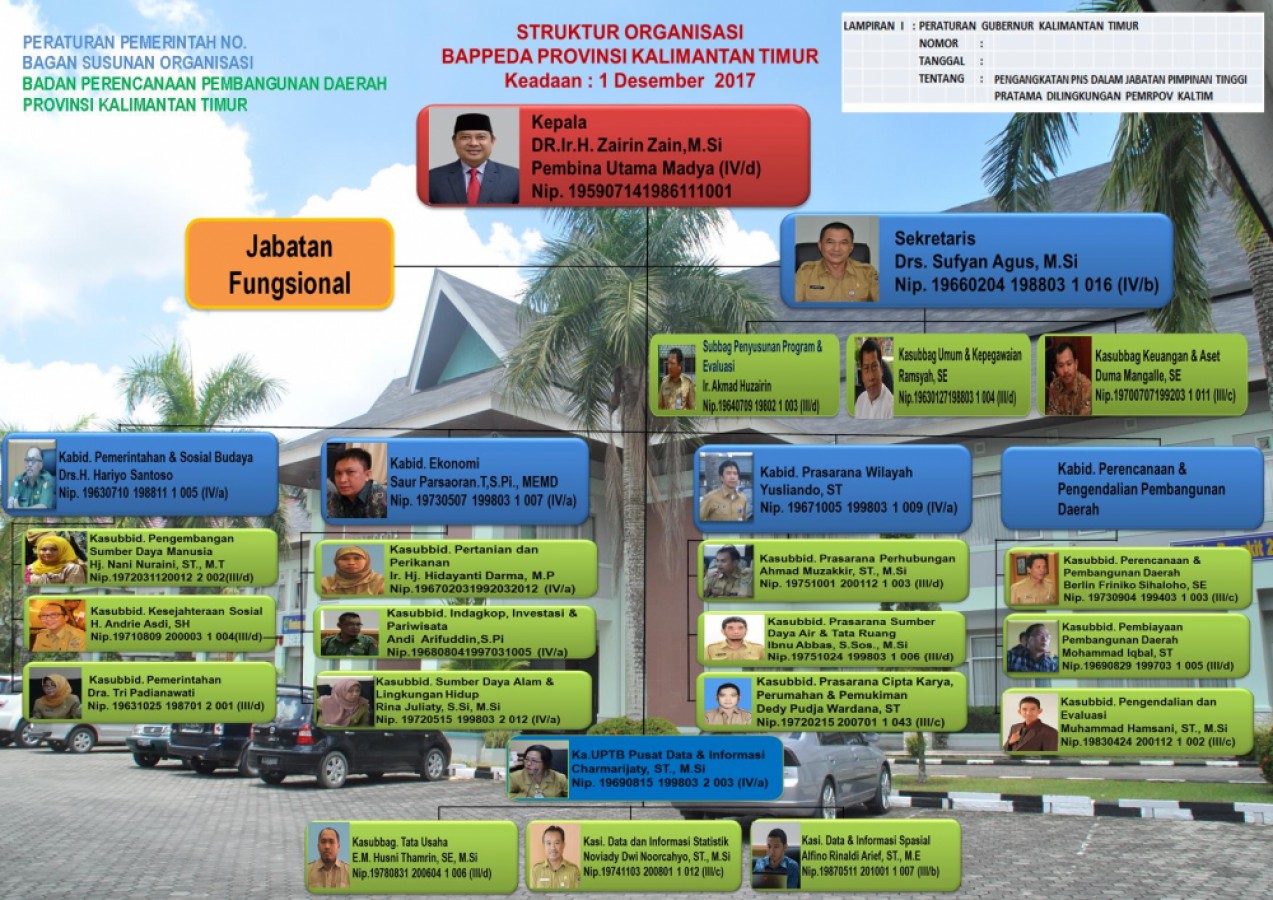 PERATURAN PEMERINTAH NO.
BAGAN SUSUNAN ORGANISASI
BADAN PERENCANAAN PEMBANGUNAN DAERAH
PROVINSI KALIMANTAN TIMUR
STRUKTUR ORGANISASI
BAPPEDA PROVINSI KALIMANTAN TIMUR
Keadaan : 1 Desember 2017
LAMPIRAN I : PERATURAN GUBERNUR KALIMANTAN TIMUR
NOMOR :
TANGGAL :
TENTANG : PENGANGKATAN PNS DALAM JABATAN PIMPINAN TINGGI
PRATAMA DILINGKUNGAN PEMRPOV KALTIM
Kepala
DR.Ir.H. Zairin Zain,M.Si
Pembina Utama Madya (IV/d)
Nip. 195907141986111001
Jabatan
Fungsional
Sekretaris
Drs. Sufyan Agus, M.Si
Nip. 19660204 198803 1 016 (IV/b)
Subbag Penyusunan Program &
Evaluasi
Ir. Akmad Huzairin
Nip.19640709 19802 1 003 (III/d)
Kasubbag Umum & Kepegawaian
Ramsyah, SE
Nip.19630127198803 1 004 (III/d)
Kasubbag Keuangan & Aset
Duma Mangalle, SE
Nip.19700707199203 1 011 (III/c)
Kabid. Pemerintahan & Sosial Budaya
Drs.H. Hariyo Santoso
Nip. 19630710 198811 1 005 (IV/a)
Kasubbid. Pengembangan
Sumber Daya Manusia
Hj. Nani Nuraini, ST., M.T
Nip.1972031120012 2 002(III/d)
Kasubbid. Kesejahteraan Sosial
H. Andrie Asdi, SH
Nip.19710809 200003 1 004(III/d)
Kasubbid. Pemerintahan
Dra. Tri Padianawati
Nip.19631025 198701 2 001 (III/d)
Kabid. Ekonomi
Saur Parsaoran.T,S.Pi., MEMD
Nip. 19730507 199803 1 007 (IV/a)
Kasubbid. Pertanian dan
Perikanan
Ir. Hj. Hidayanti Darma, M.P
Nip.196702031992032012 (IV/a)
Kasubbid. Indagkop, Investasi &
Pariwisata
Andi Arifuddin,S.Pi
Nip.196808041997031005 (IV/a)
Kasubbid. Sumber Daya Alam &
Lingkungan Hidup
Rina Juliaty, S.Si, M.Si
Nip. 19720515 199803 2 012 (IV/a)
Kabid. Prasarana Wilayah
Yusliando, ST
Nip. 19671005 199803 1 009 (IV/a)
Kasubbid. Prasarana Perhubungan
Ahmad Muzakkir, ST., M.Si
Nip.19751001 200112 1 003 (III/d)
Kasubbid. Prasarana Sumber
Daya Air & Tata Ruang
Ibnu Abbas, S.Sos., M.Si
Nip.19751024 199803 1 006 (III/d)
Kasubbid. Prasarana Cipta Karya,
Perumahan & Pemukiman
Dedy Pudja Wardana, ST
Nip.19720215 200701 1 043 (III/c)
Kabid. Perencanaan &
Pengendalian Pembangunan
Daerah
Kasubbid. Perencanaan &
Pembangunan Daerah
Berlin Friniko Sihaloho, SE
Nip.19730904 199403 1 003 (III/c)
Kasubbid. Pembiayaan
Pembangunan Daerah
Mohammad Iqbal, ST
Nip.19690829 199703 1 005 (III/d)
Kasubbid. Pengendalian dan
Evaluasi
Muhammad Hamsani, ST., M.Si
Nip.19830424 200112 1 002 (III/c)
Ka.UPTB Pusat Data & Informasi
Charmarijaty, ST., M.Si
Nip. 19690815 199803 2 003 (IV/a)
Kasubbag. Tata Usaha
E.M. Husni Thamrin, SE, M.Si
Nip.19780831 200604 1 006 (III/d)
Kasi. Data dan Informasi Statistik
Noviady Dwi Noorcahyo, ST., M.Si
Nip.19741103 200801 1 012 (III/c)
Kasi. Data & Informasi Spasial
Alfino Rinaldi Arief, ST., M.E
Nip.19870511 201001 1 007 (III/b)